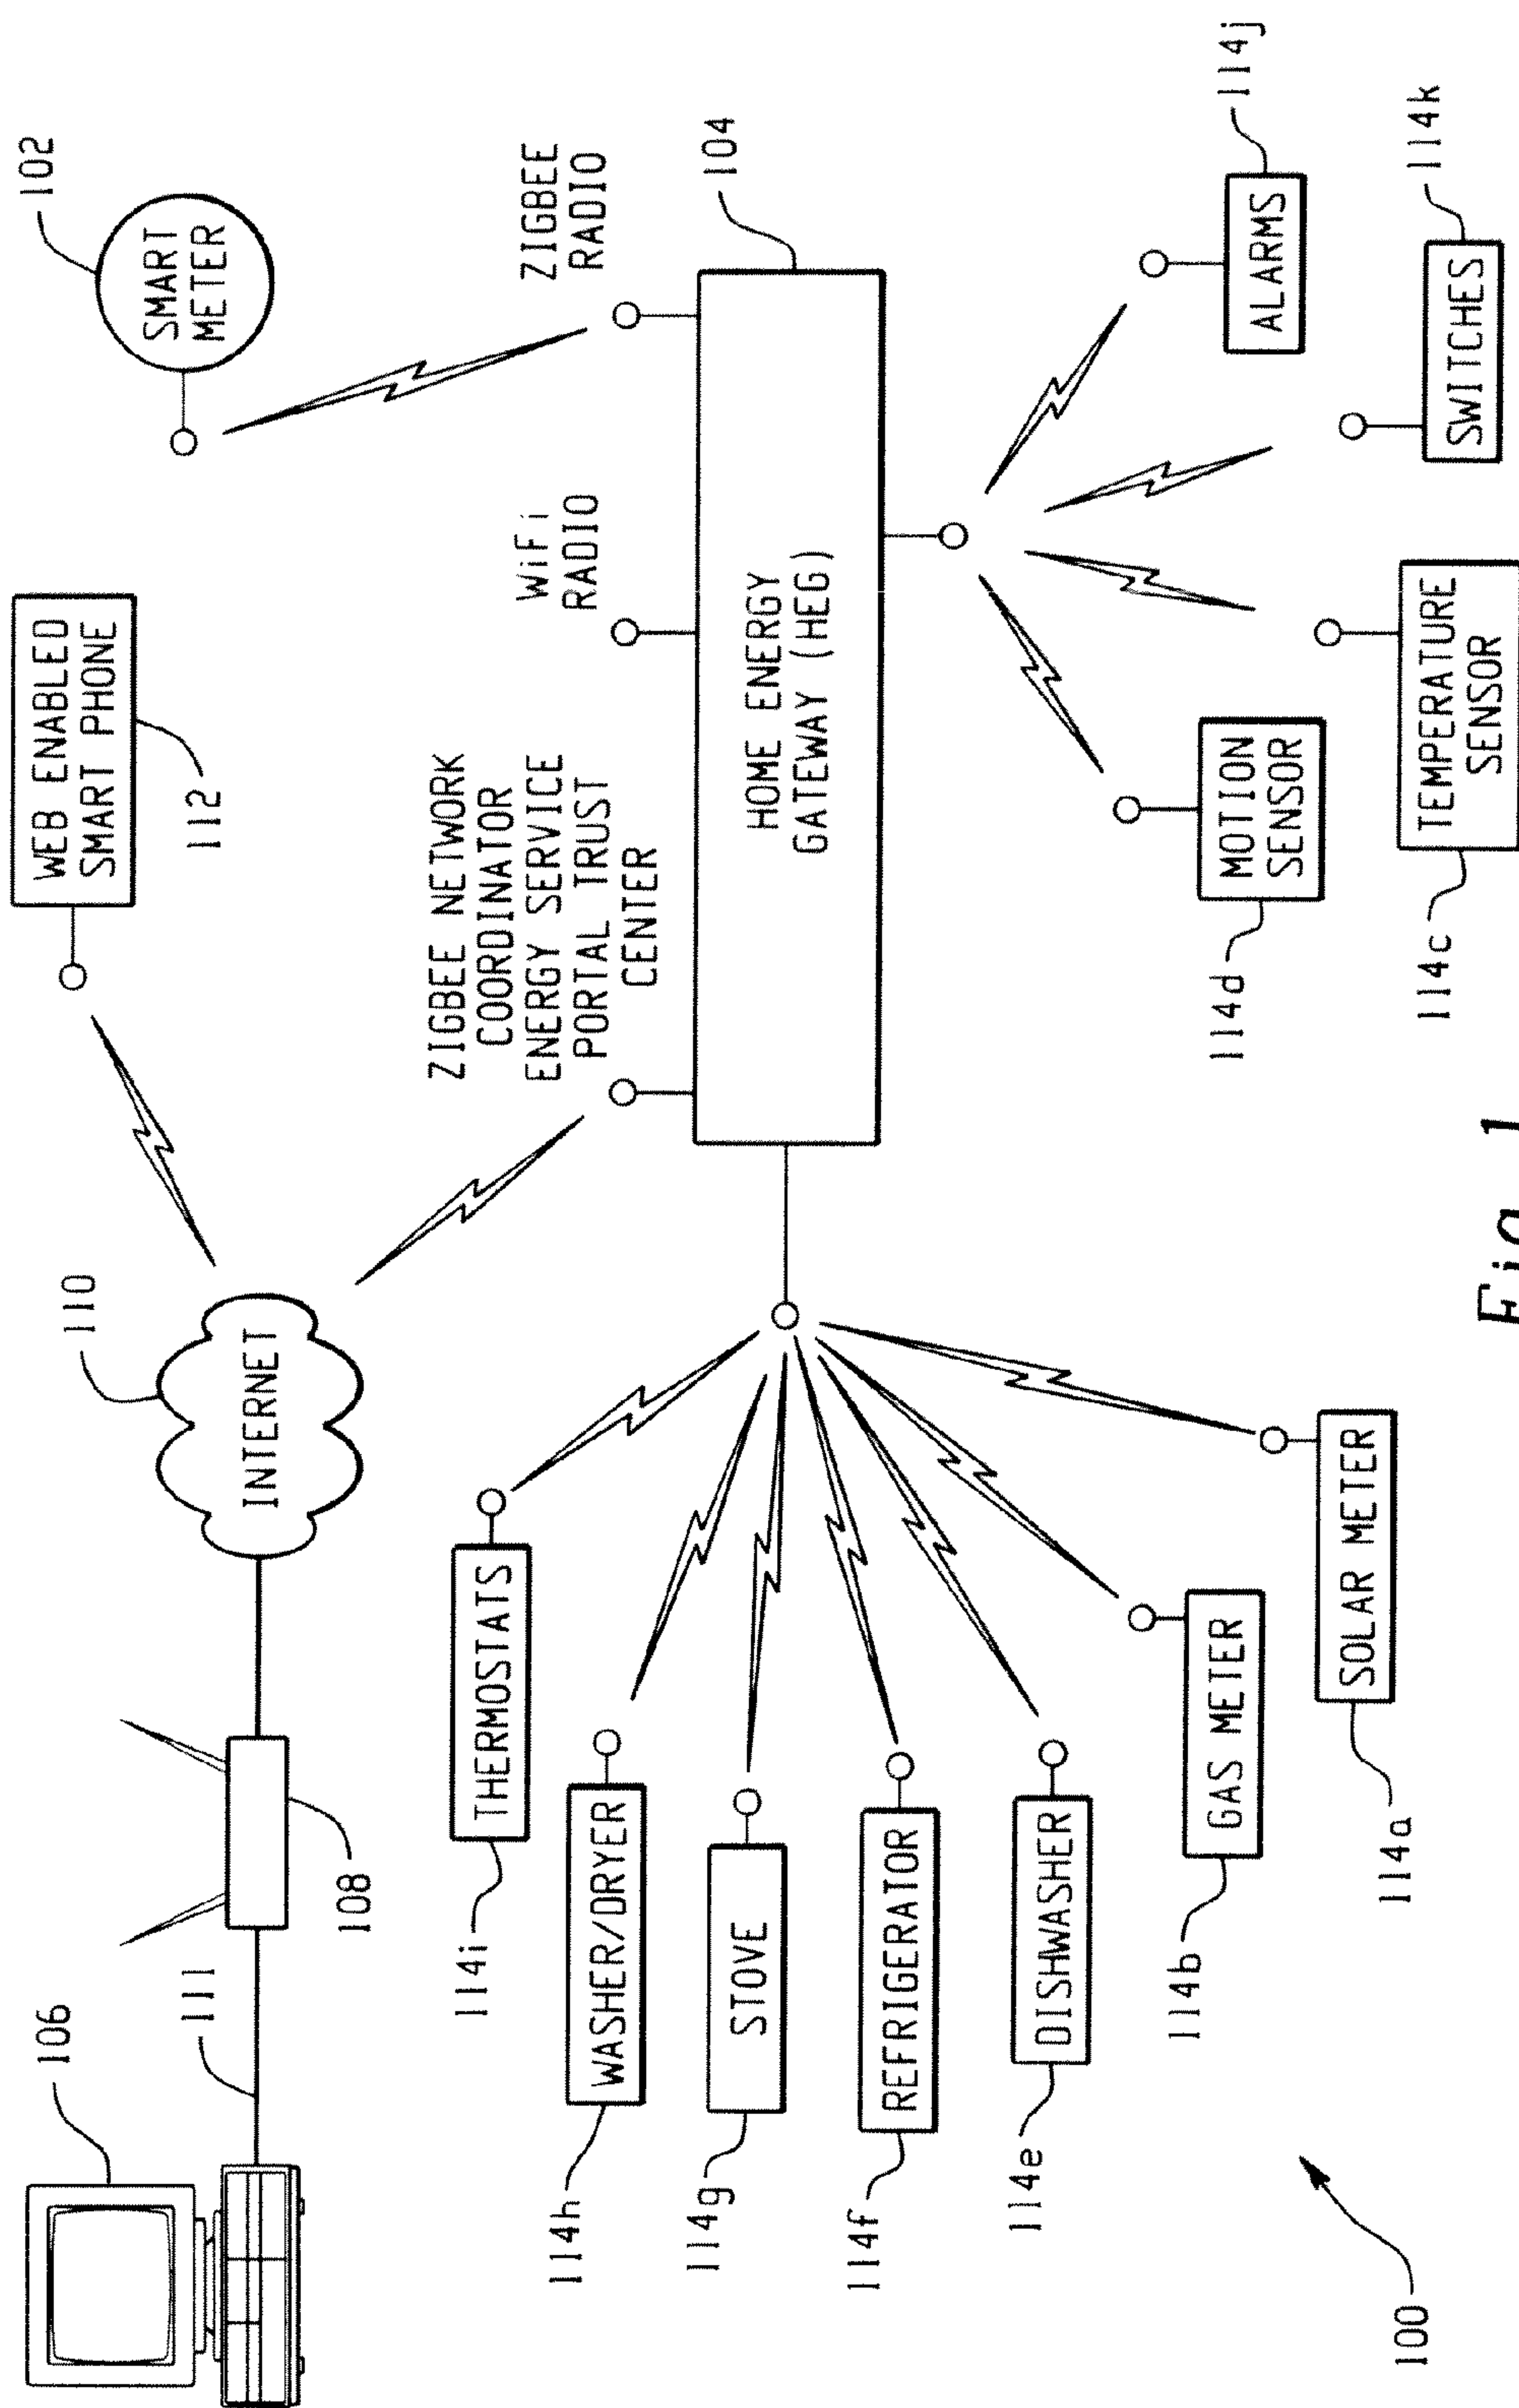 106
111
108
110
INTERNET
WEB ENABLED
SMART PHONE
112
102
SMART
METER
ZIGBEE NETWORK
COORDINATOR
ENERGY SERVICE
PORTAL TRUST
CENTER
WiFi
RADIO
ZIGBEE
RADIO
104
HOME ENERGY
GATEWAY (HEG)
THERMOSTATS
114i
WASHER/DRYER
114h
STOVE
114g
REFRIGERATOR
114f
DISHWASHER
114e
GAS METER
114b
SOLAR METER
114a
MOTION
SENSOR
114d
TEMPERATURE
SENSOR
114c
ALARMS
114j
SWITCHES
114k
100
Fig. 1